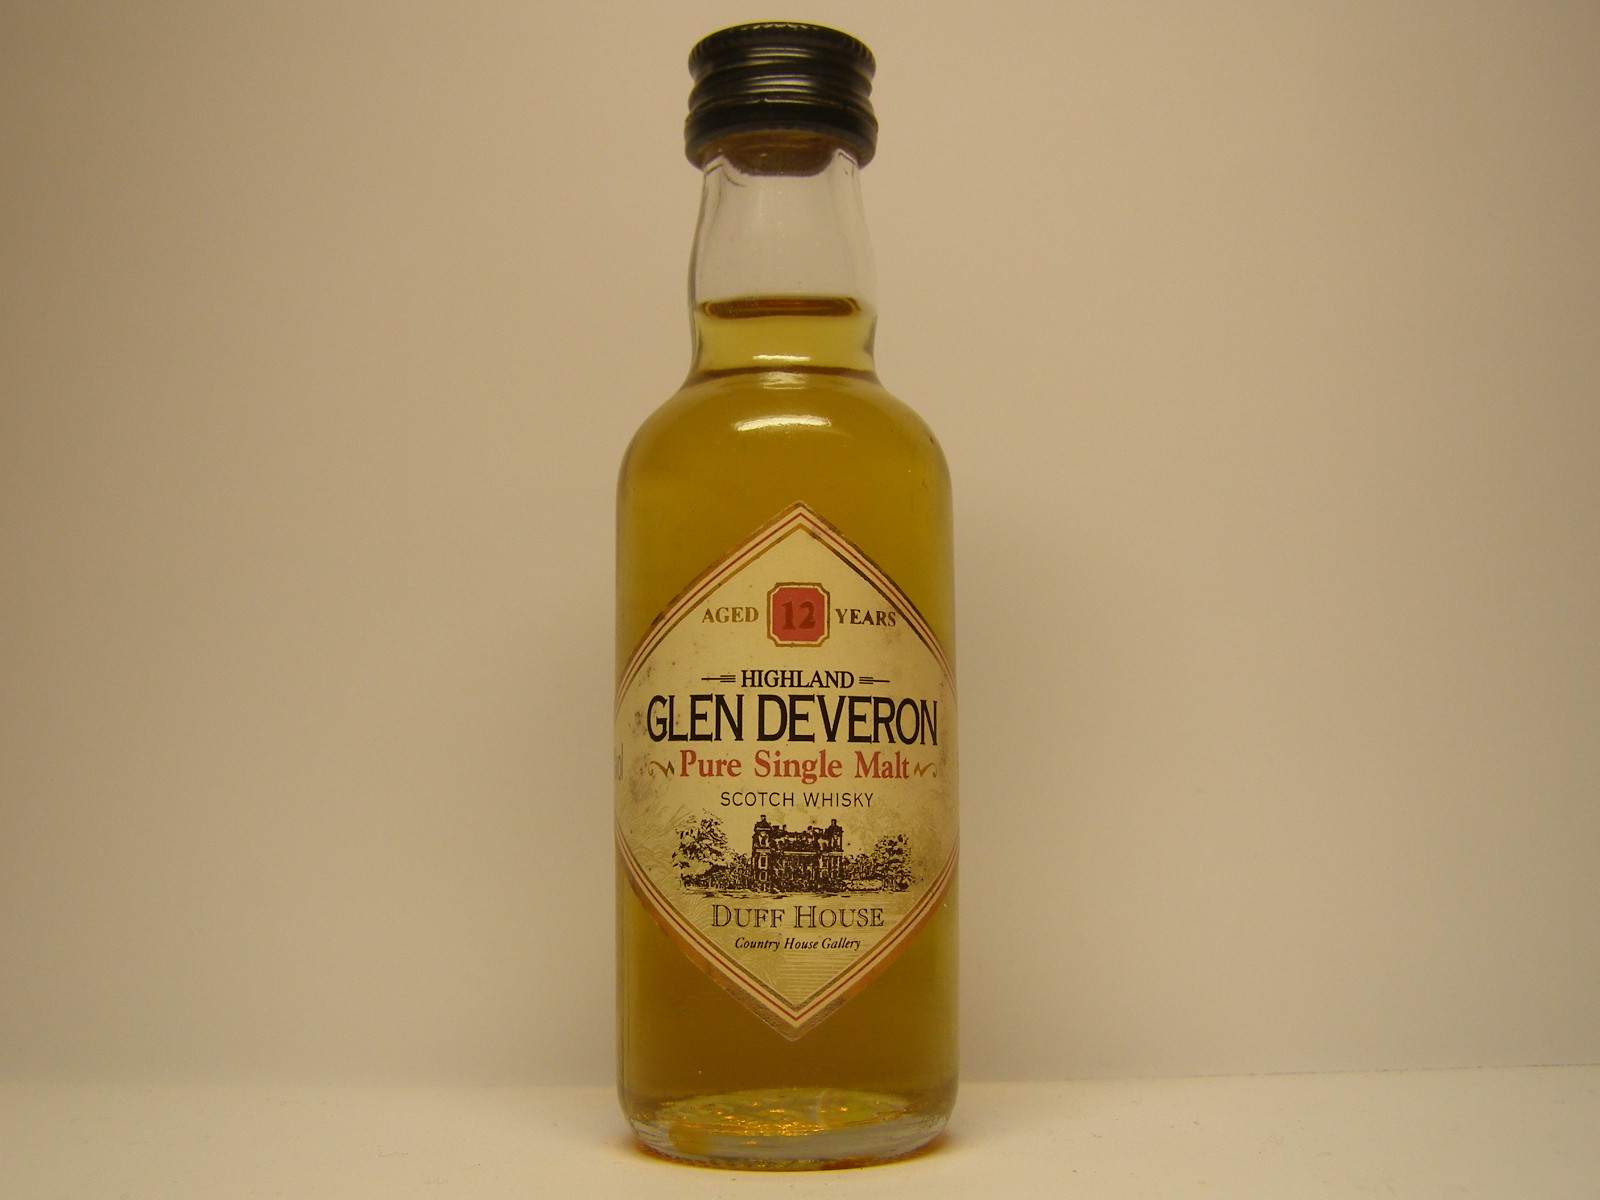 AGED 12 YEARS
HIGHLAND
GLEN DEVERON
Pure Single Malt
SCOTCH WHISKY
DUFF HOUSE
Country House Gallery